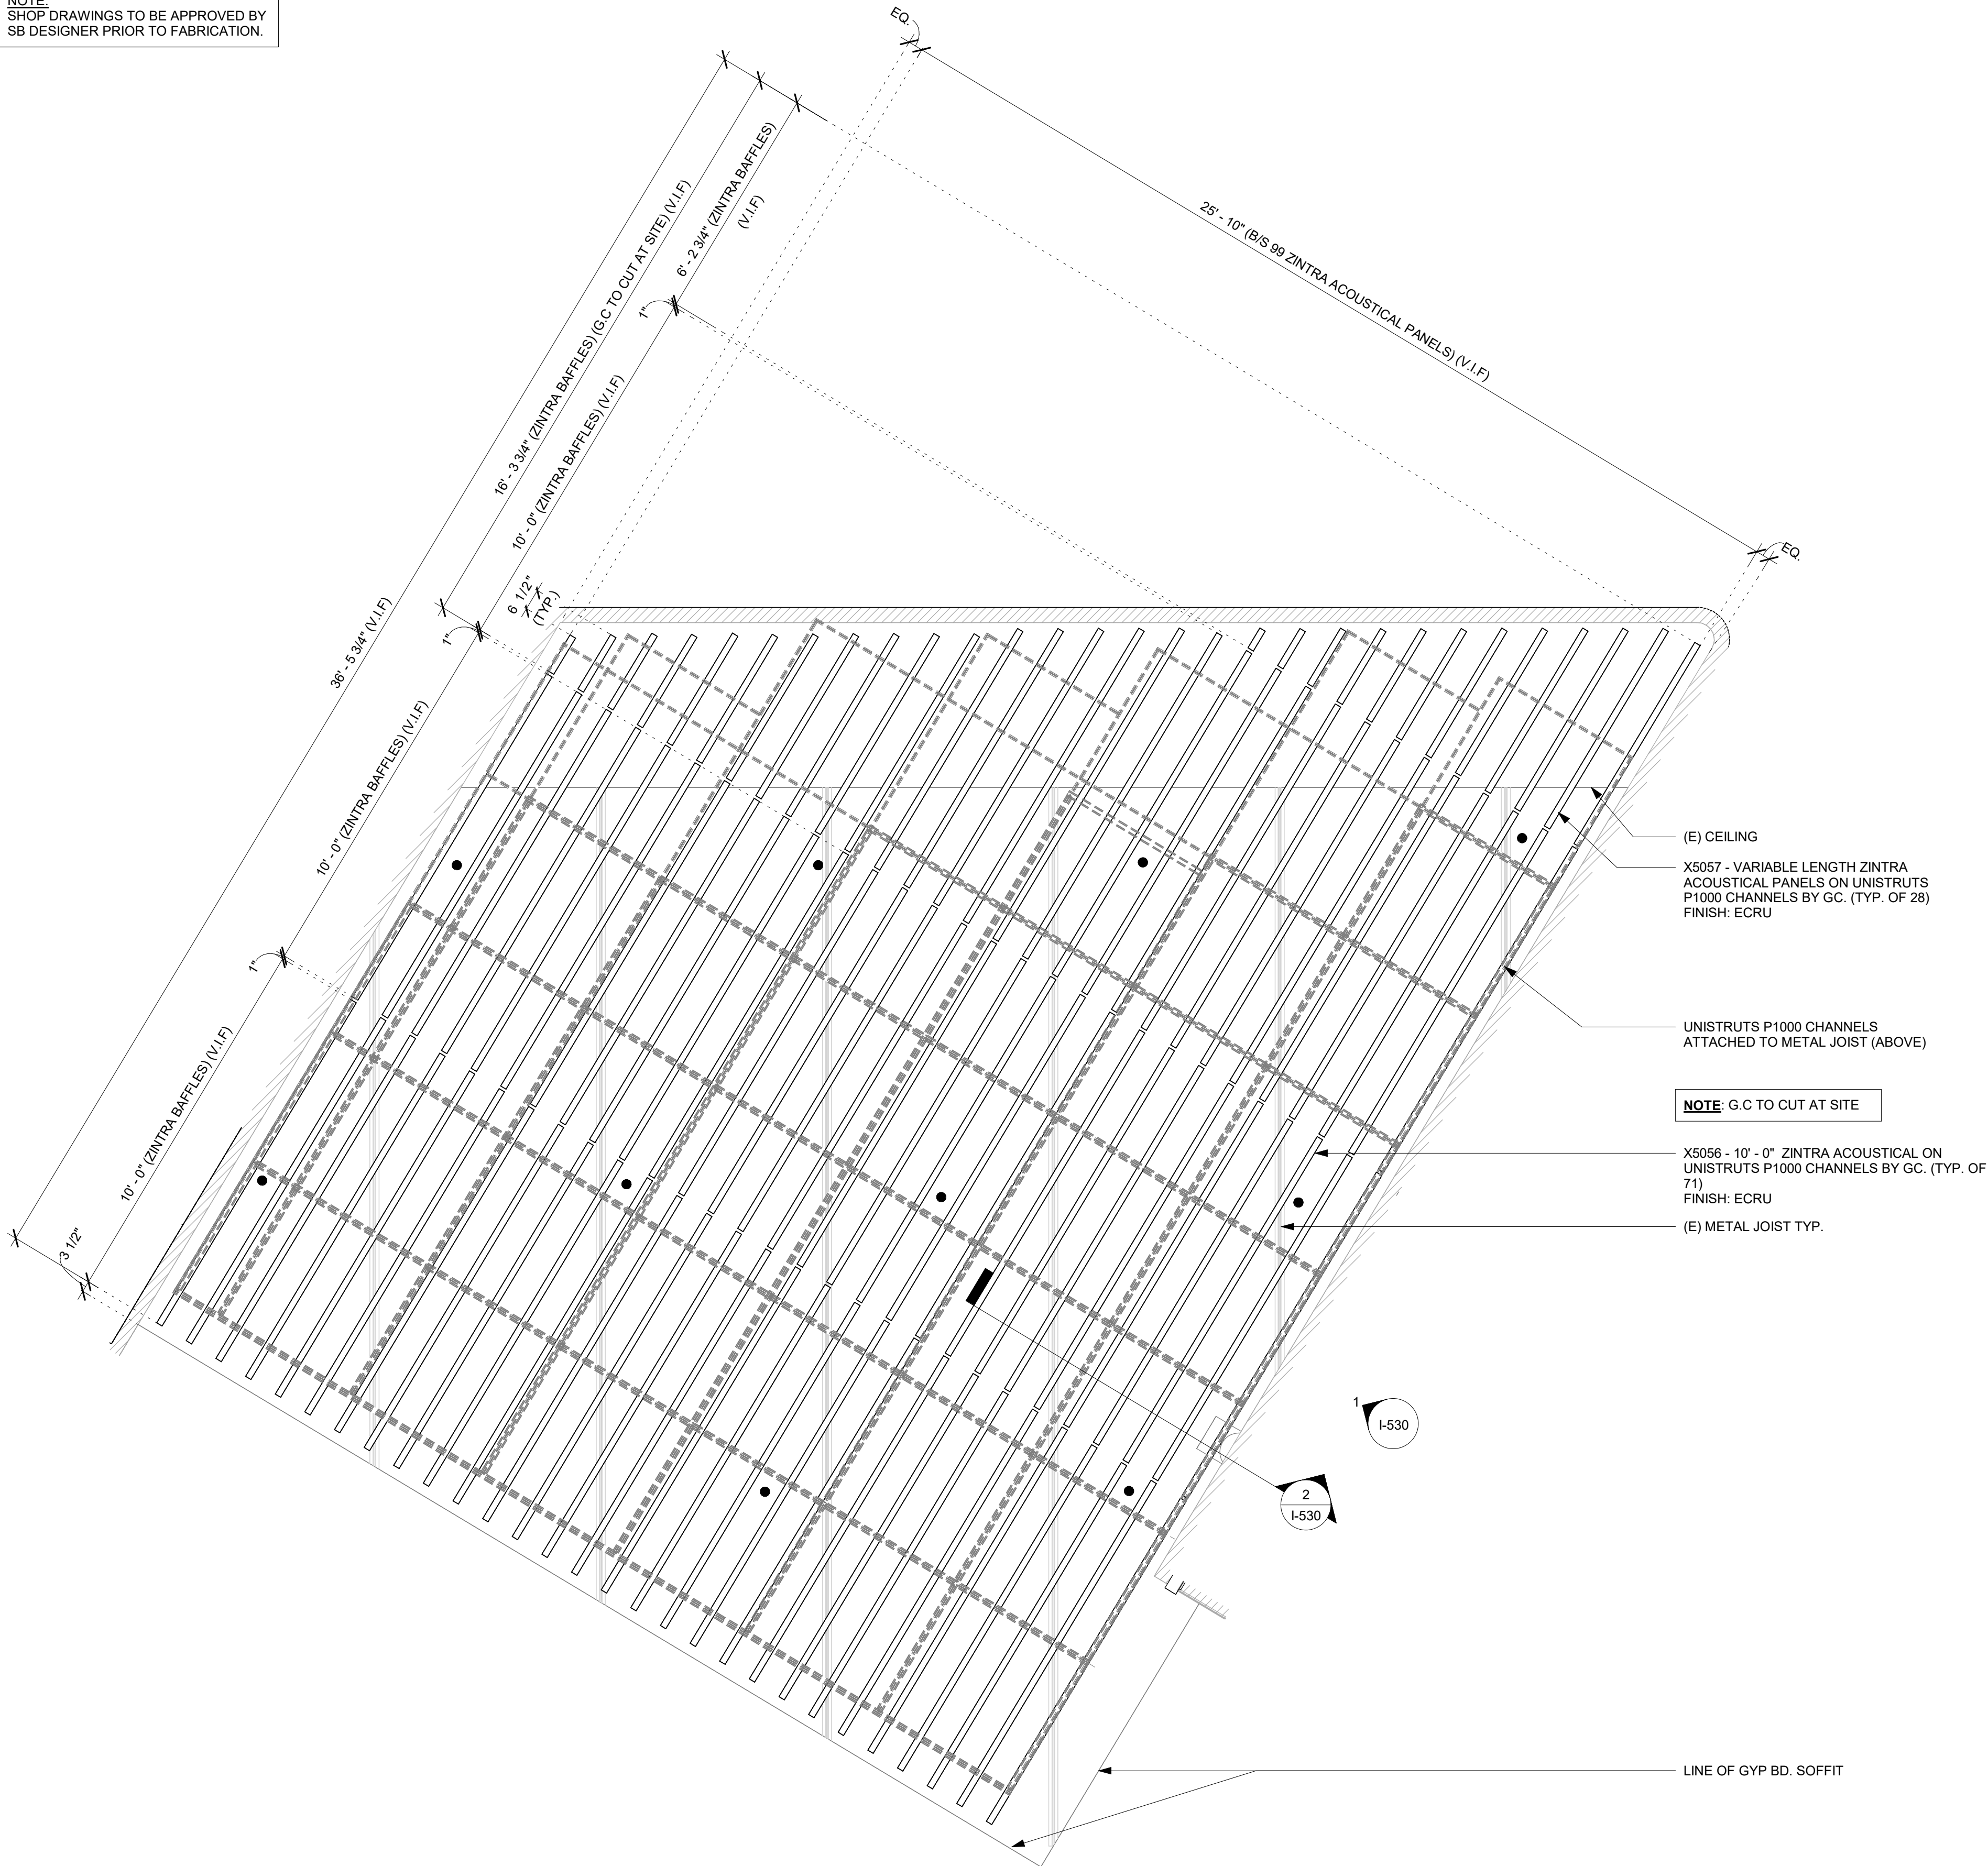 NOTE:
SHOP DRAWINGS TO BE APPROVED BY
SB DESIGNER PRIOR TO FABRICATION.
EQ.
25' - 10" (B/S 99 ZINTRA ACOUSTICAL PANELS) (V.I.F)
EQ.
6' - 2 3/4" (ZINTRA BAFFLES)
(V.I.F)
16' - 3 3/4" (ZINTRA BAFFLES) (G.C TO CUT AT SITE) (V.I.F)
1"
10' - 0" (ZINTRA BAFFLES) (V.I.F)
6 1/2"
(TYP.)
36' - 5 3/4" (V.I.F)
1"
10' - 0" (ZINTRA BAFFLES) (V.I.F)
1"
10' - 0" (ZINTRA BAFFLES) (V.I.F)
3 1/2"
(E) CEILING
X5057 - VARIABLE LENGTH ZINTRA
ACOUSTICAL PANELS ON UNISTRUTS
P1000 CHANNELS BY GC. (TYP. OF 28)
FINISH: ECRU
UNISTRUTS P1000 CHANNELS
ATTACHED TO METAL JOIST (ABOVE)
NOTE: G.C TO CUT AT SITE
X5056 - 10' - 0" ZINTRA ACOUSTICAL ON
UNISTRUTS P1000 CHANNELS BY GC. (TYP. OF
71)
FINISH: ECRU
(E) METAL JOIST TYP.
1
I-530
2
I-530
LINE OF GYP BD. SOFFIT